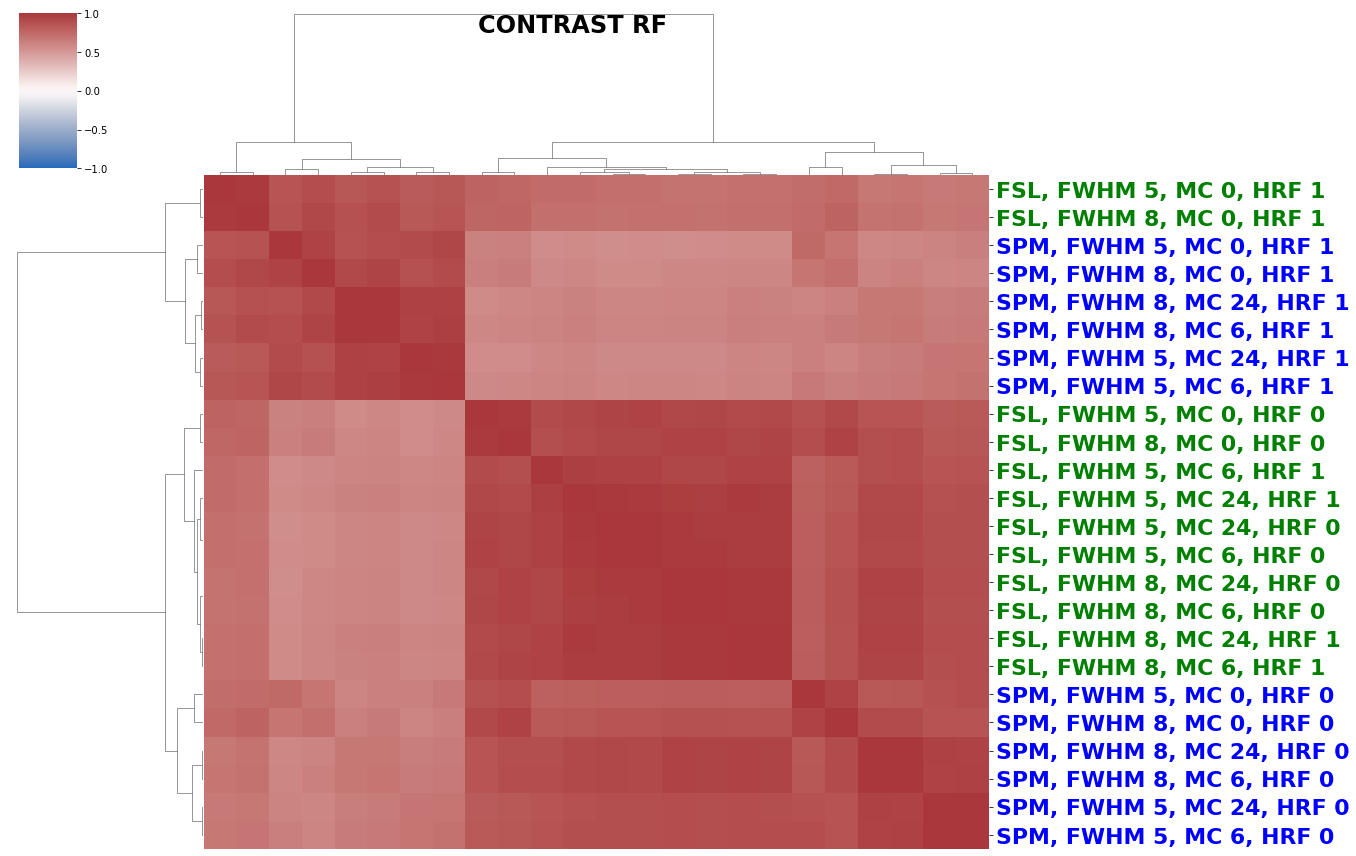 CONTRAST RF
1.0
0.5
0.0
−0.5
−1.0
FSL, FWHM 5, MC 0, HRF 1
FSL, FWHM 8, MC 0, HRF 1
SPM, FWHM 5, MC 0, HRF 1
SPM, FWHM 8, MC 0, HRF 1
SPM, FWHM 8, MC 24, HRF 1
SPM, FWHM 8, MC 6, HRF 1
SPM, FWHM 5, MC 24, HRF 1
SPM, FWHM 5, MC 6, HRF 1
FSL, FWHM 5, MC 0, HRF 0
FSL, FWHM 8, MC 0, HRF 0
FSL, FWHM 5, MC 6, HRF 1
FSL, FWHM 5, MC 24, HRF 1
FSL, FWHM 5, MC 24, HRF 0
FSL, FWHM 5, MC 6, HRF 0
FSL, FWHM 8, MC 24, HRF 0
FSL, FWHM 8, MC 6, HRF 0
FSL, FWHM 8, MC 24, HRF 1
FSL, FWHM 8, MC 6, HRF 1
SPM, FWHM 5, MC 0, HRF 0
SPM, FWHM 8, MC 0, HRF 0
SPM, FWHM 8, MC 24, HRF 0
SPM, FWHM 8, MC 6, HRF 0
SPM, FWHM 5, MC 24, HRF 0
SPM, FWHM 5, MC 6, HRF 0